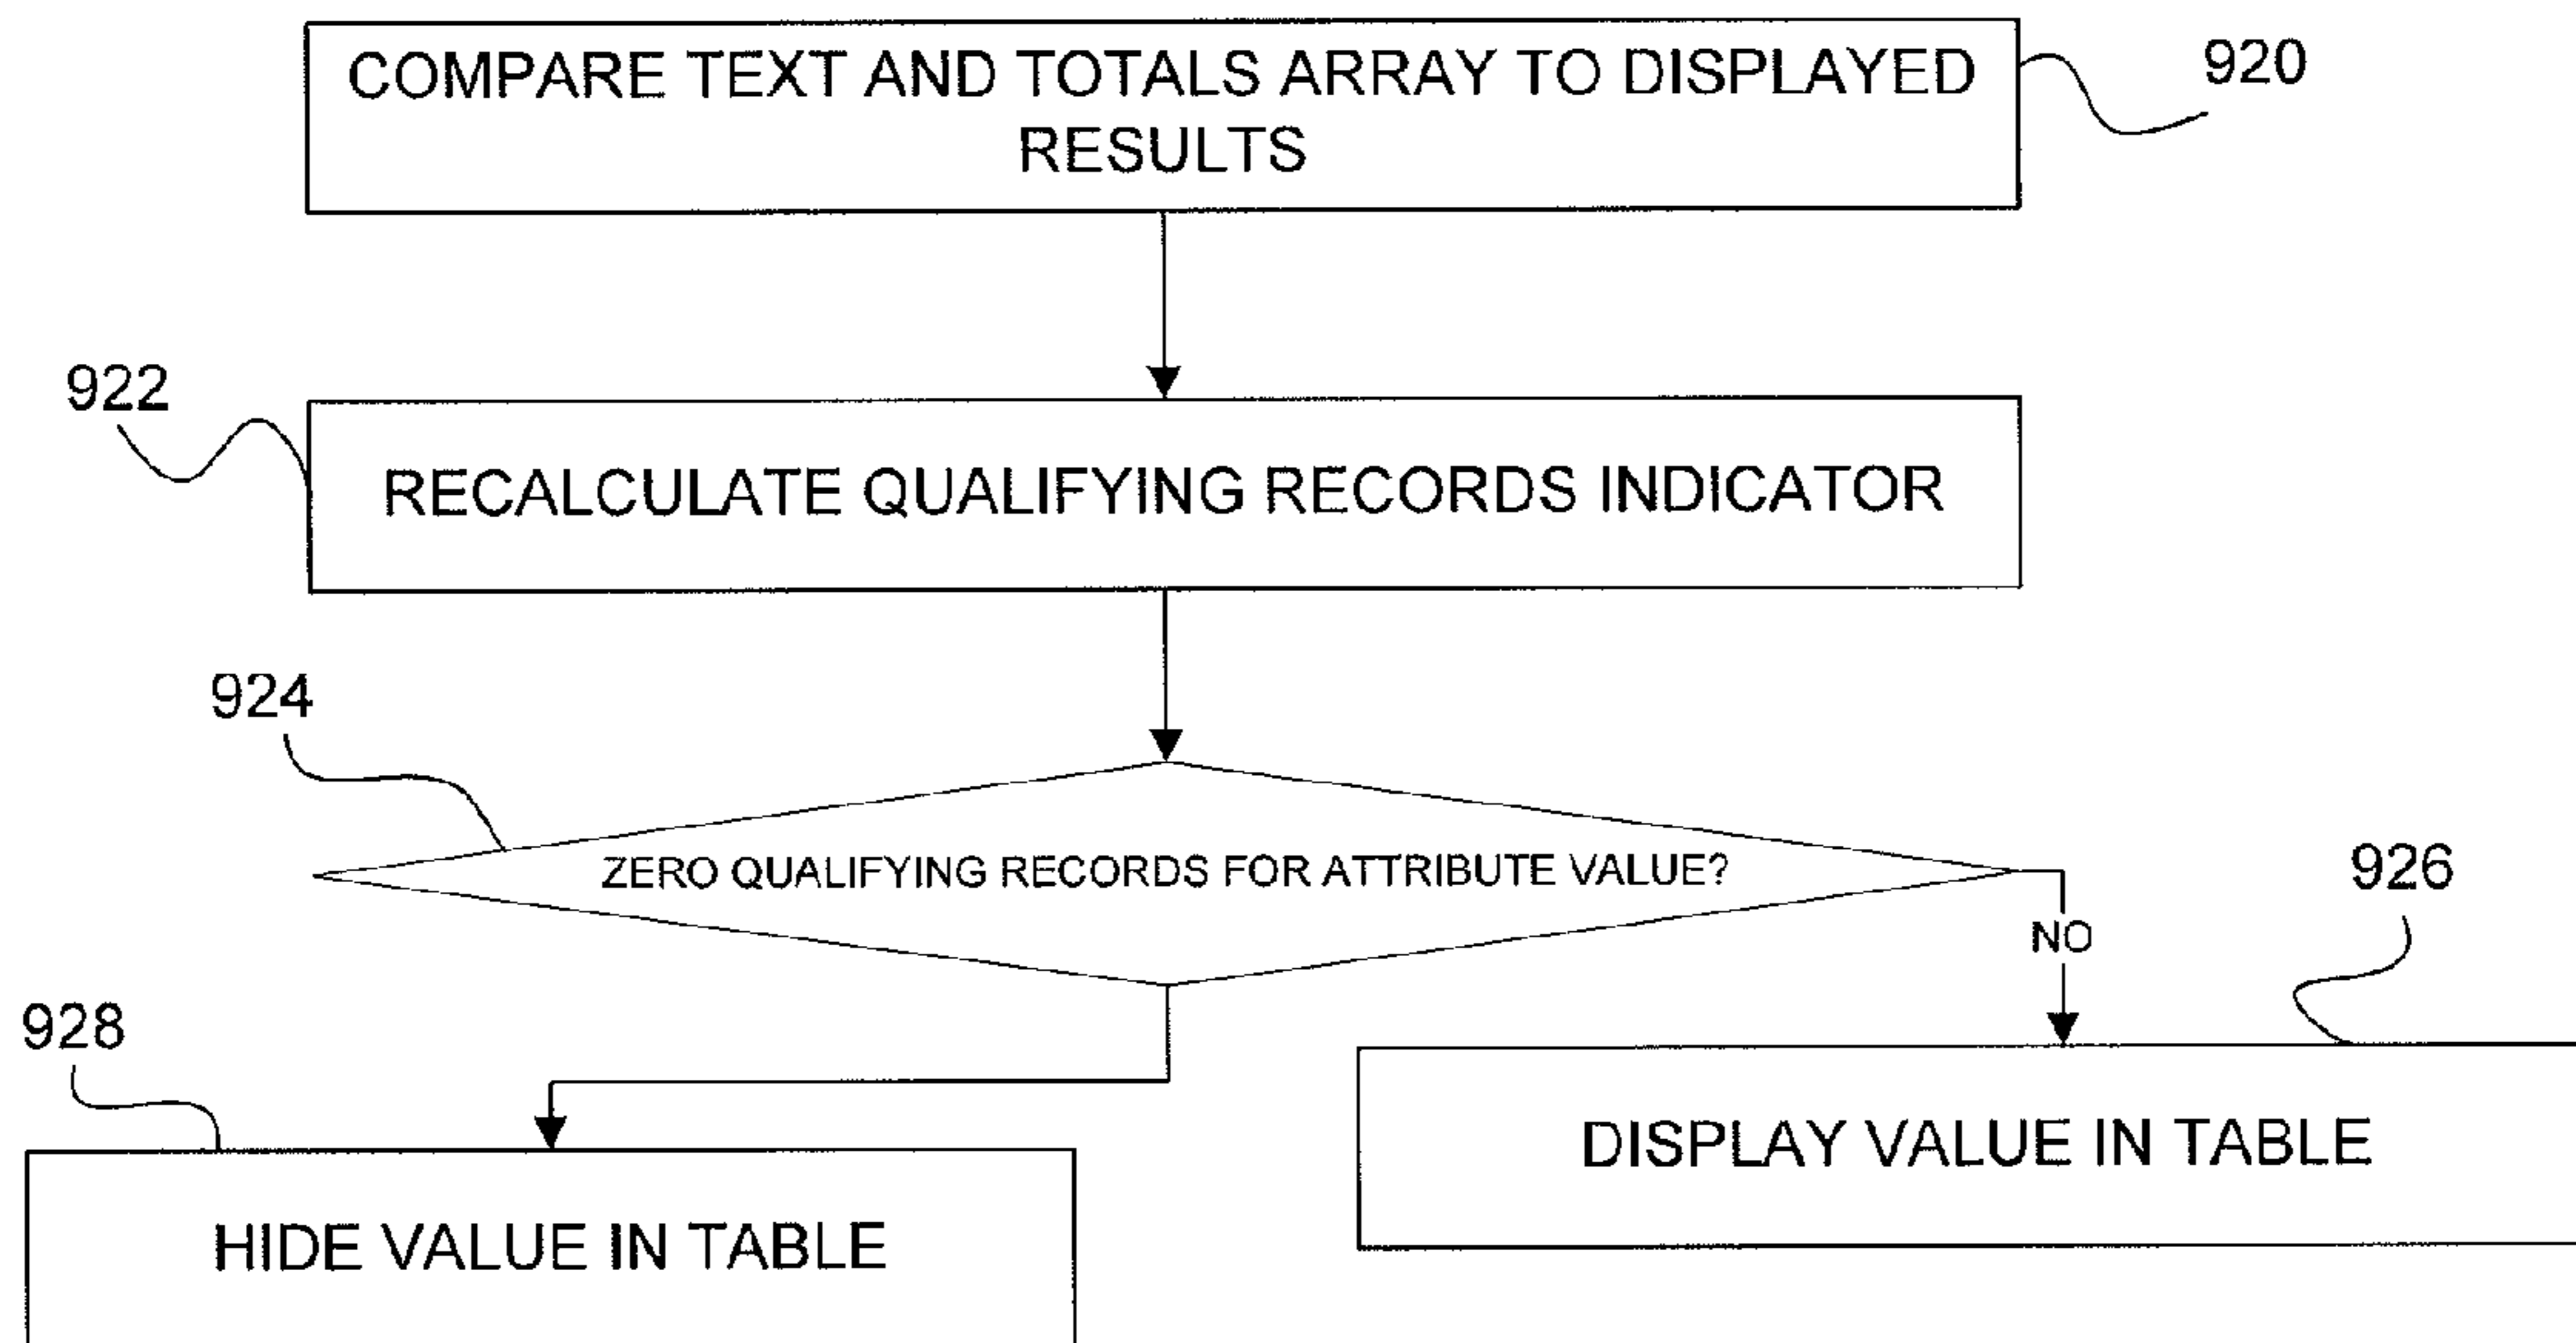 COMPARE TEXT AND TOTALS ARRAY TO DISPLAYED
RESULTS
920
922
RECALCULATE QUALIFYING RECORDS INDICATOR
924
ZERO QUALIFYING RECORDS FOR ATTRIBUTE VALUE?
NO
926
928
DISPLAY VALUE IN TABLE
HIDE VALUE IN TABLE